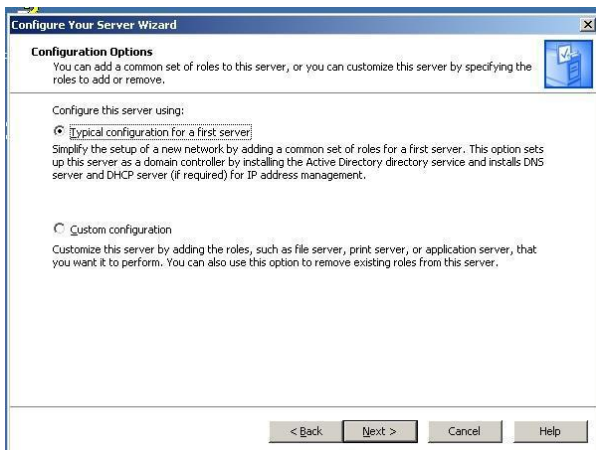 Configure Your Server Wizard
Configuration Options
You can add a common set of roles to this server, or you can customize this server by specifying the
roles to add or remove.
Configure this server using:
Typical configuration for a first server
Simplify the setup of a new network by adding a common set of roles for a first server. This option sets
up this server as a domain controller by installing the Active Directory directory service and installs DNS
server and DHCP server (if required) for IP address management.
Custom configuration
Customize this server by adding the roles, such as file server, print server, or application server, that
you want it to perform. You can also use this option to remove existing roles from this server.
< Back Next > Cancel Help